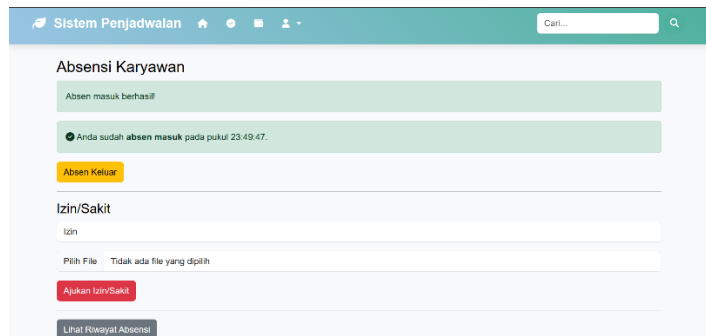 Sistem Penjadwalan
Cari...
Absensi Karyawan
Absen masuk berhasil!
Anda sudah absen masuk pada pukul 23:49:47.
Absen Keluar
Izin/Sakit
Izin
Pilih File Tidak ada file yang dipilih
Ajukan Izin/Sakit
Lihat Riwayat Absensi